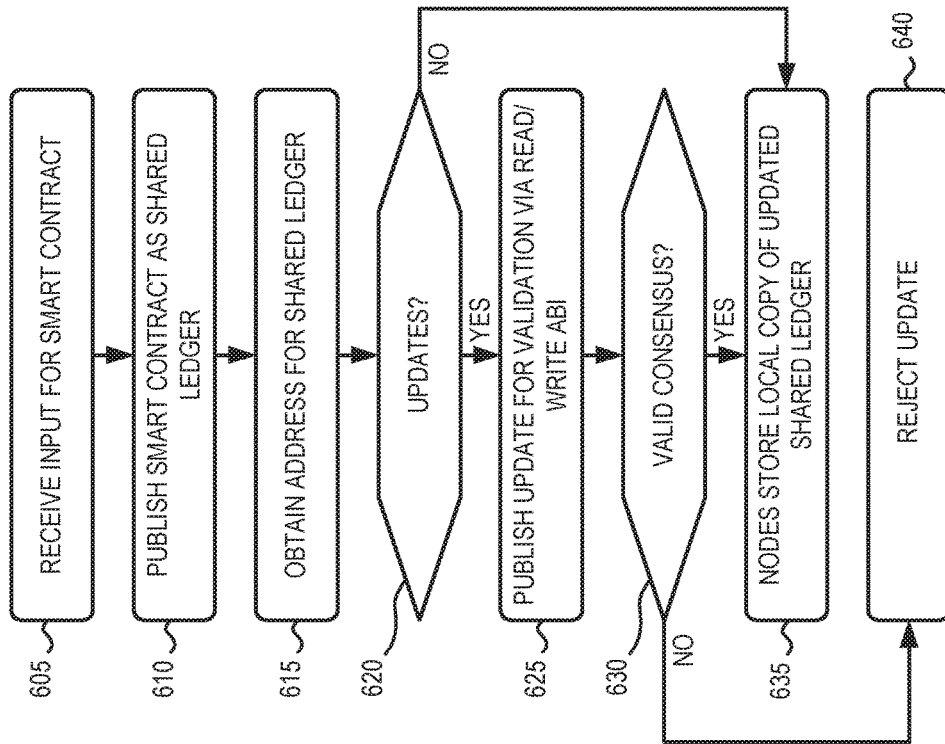 605
RECEIVE INPUT FOR SMART CONTRACT
610
PUBLISH SMART CONTRACT AS SHARED
LEDGER
615
OBTAIN ADDRESS FOR SHARED LEDGER
620
UPDATES?
NO
YES
625
PUBLISH UPDATE FOR VALIDATION VIA READ/
WRITE ABI
630
VALID CONSENSUS?
NO
YES
635
NODES STORE LOCAL COPY OF UPDATED
SHARED LEDGER
640
REJECT UPDATE